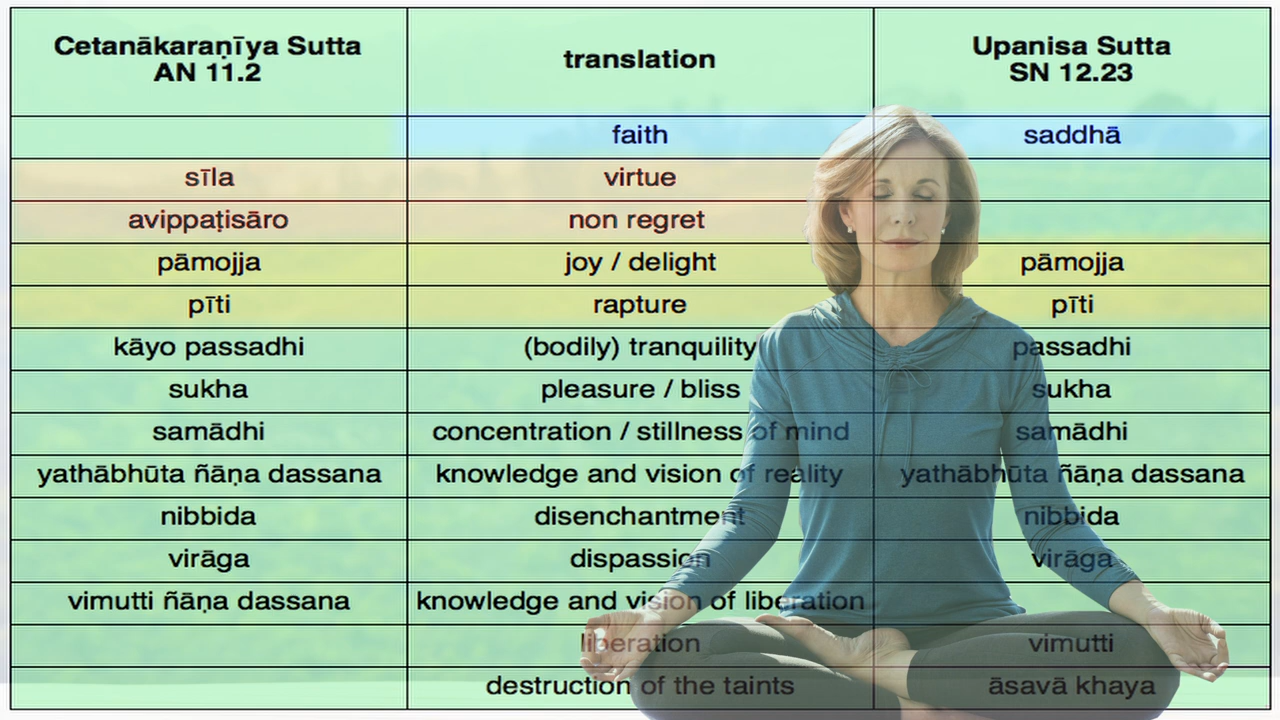 Cetanākaraṇīya Sutta
AN 11.2
translation
Upanisa Sutta
SN 12.23
faith saddhā
sīla virtue
avippaṭisāro non regret
pāmojja joy / delight pāmojja
pīti rapture pīti
kāyo passadhi (bodily) tranquility passadhi
sukha pleasure / bliss sukha
samādhi concentration / stillness of mind samādhi
yathābhūta ñāṇa dassana knowledge and vision of reality yathābhūta ñāṇa dassana
nibbida disenchantment nibbida
virāga dispassion virāga
vimutti ñāṇa dassana knowledge and vision of liberation
liberation vimutti
destruction of the taints āsavā khaya